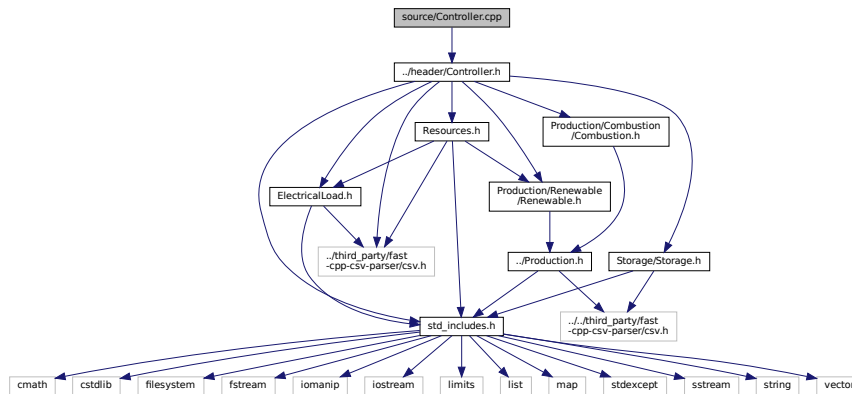 source/Controller.cpp
../header/Controller.h
Resources.h
Production/Combustion
/Combustion.h
ElectricalLoad.h
Production/Renewable
/Renewable.h
../third_party/fast
-cpp-csv-parser/csv.h
../Production.h
Storage/Storage.h
../../third_party/fast
-cpp-csv-parser/csv.h
std_includes.h
cmath
cstdlib
filesystem
fstream
iomanip
iostream
limits
list
map
stdexcept
sstream
string
vector